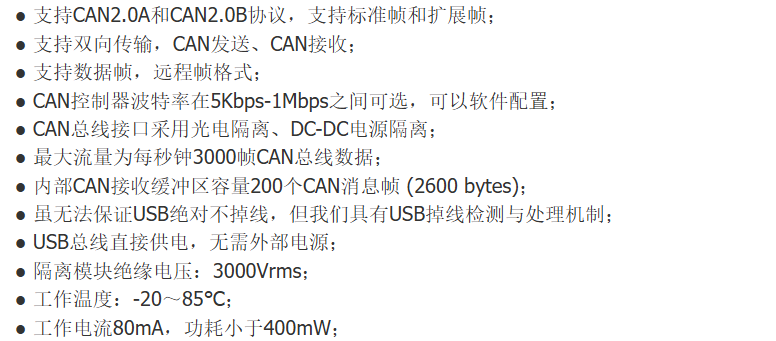 ● 支持CAN2.0A和CAN2.0B协议，支持标准帧和扩展帧；
● 支持双向传输，CAN发送、CAN接收；
● 支持数据帧，远程帧格式；
● CAN控制器波特率在5Kbps-1Mbps之间可选，可以软件配置；
● CAN总线接口采用光电隔离、DC-DC电源隔离；
● 最大流量为每秒钟3000帧CAN总线数据；
● 内部CAN接收缓冲区容量200个CAN消息帧 (2600 bytes)；
● 虽无法保证USB绝对不掉线，但我们具有USB掉线检测与处理机制；
● USB总线直接供电，无需外部电源；
● 隔离模块绝缘电压：3000Vrms；
● 工作温度：-20～85°C；
● 工作电流80mA，功耗小于400mW；